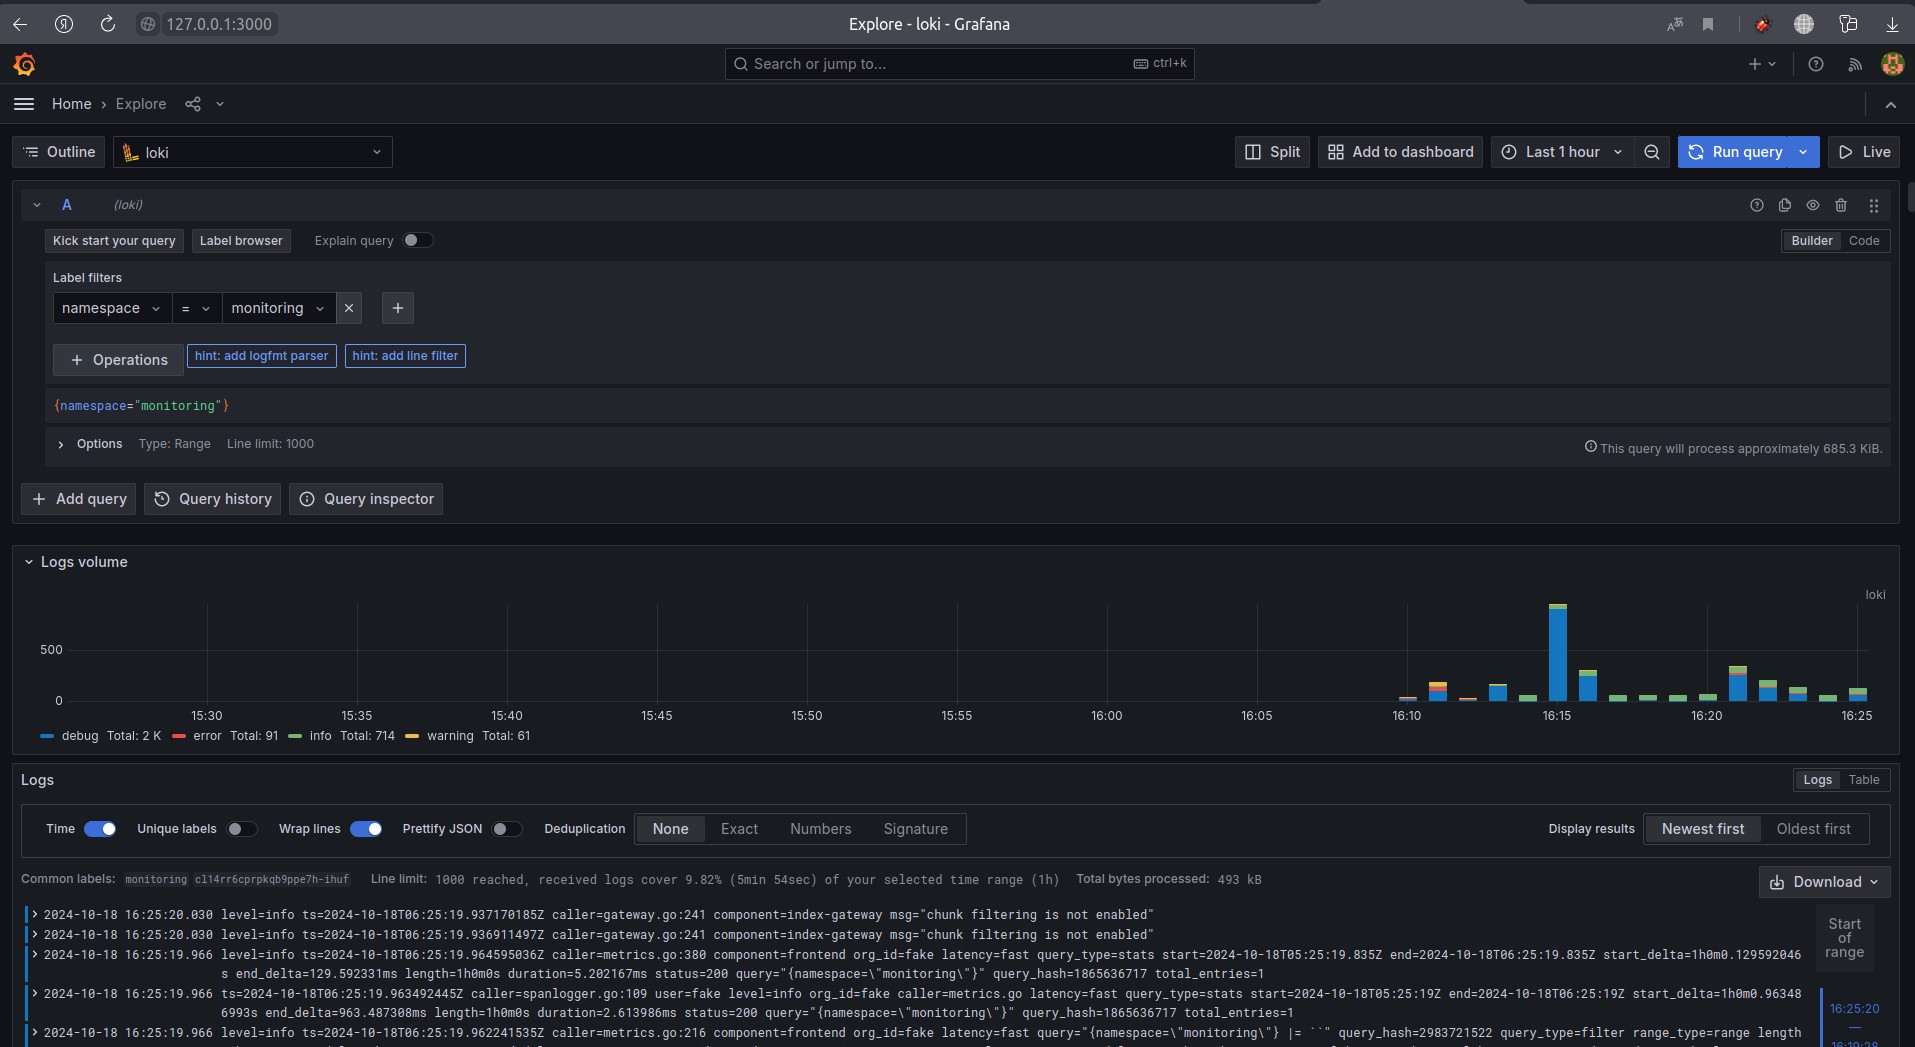 127.0.0.1:3000
Explore - loki - Grafana
Search or jump to...
ctrl+k
Home › Explore
Outline
loki
Split
Add to dashboard
Last 1 hour
Run query
Live
A (loki)
Kick start your query
Label browser
Explain query
Builder
Code
Label filters
namespace
=
monitoring
+ Operations
hint: add logfmt parser
hint: add line filter
{namespace="monitoring"}
Options Type: Range Line limit: 1000
This query will process approximately 685.3 KiB.
+ Add query
Query history
Query inspector
Logs volume
loki
500
0
15:30 15:35 15:40 15:45 15:50 15:55 16:00 16:05 16:10 16:15 16:20 16:25
debug Total: 2 K error Total: 91 info Total: 714 warning Total: 61
Logs
Logs
Table
Time
Unique labels
Wrap lines
Prettify JSON
Deduplication
None
Exact
Numbers
Signature
Display results
Newest first
Oldest first
Common labels: monitoring cl14rr6cprpkqb9ppe7h-ihuf Line limit: 1000 reached, received logs cover 9.82% (5min 54sec) of your selected time range (1h) Total bytes processed: 493 kB
Download
2024-10-18 16:25:20.030 level=info ts=2024-10-18T06:25:19.937170185Z caller=gateway.go:241 component=index-gateway msg="chunk filtering is not enabled"
2024-10-18 16:25:20.030 level=info ts=2024-10-18T06:25:19.936911497Z caller=gateway.go:241 component=index-gateway msg="chunk filtering is not enabled"
2024-10-18 16:25:19.966 level=info ts=2024-10-18T06:25:19.964595036Z caller=metrics.go:380 component=frontend org_id=fake latency=fast query_type=stats start=2024-10-18T05:25:19.835Z end=2024-10-18T06:25:19.835Z start_delta=1h0m0.129592046
s end_delta=129.592331ms length=1h0m0s duration=5.202167ms status=200 query="{namespace=\"monitoring\"}" query_hash=1865636717 total_entries=1
2024-10-18 16:25:19.966 ts=2024-10-18T06:25:19.963492445Z caller=spanlogger.go:109 user=fake level=info org_id=fake caller=metrics.go latency=fast query_type=stats start=2024-10-18T05:25:19Z end=2024-10-18T06:25:19Z start_delta=1h0m0.96348
6993s end_delta=963.487308ms length=1h0m0s duration=2.613986ms status=200 query="{namespace=\"monitoring\"}" query_hash=1865636717 total_entries=1
2024-10-18 16:25:19.966 level=info ts=2024-10-18T06:25:19.962241535Z caller=metrics.go:216 component=frontend org_id=fake latency=fast query="{namespace=\"monitoring\"} |= ``" query_hash=2983721522 query_type=filter range_type=range length
Start
of
range
16:25:20
—
16:19:28